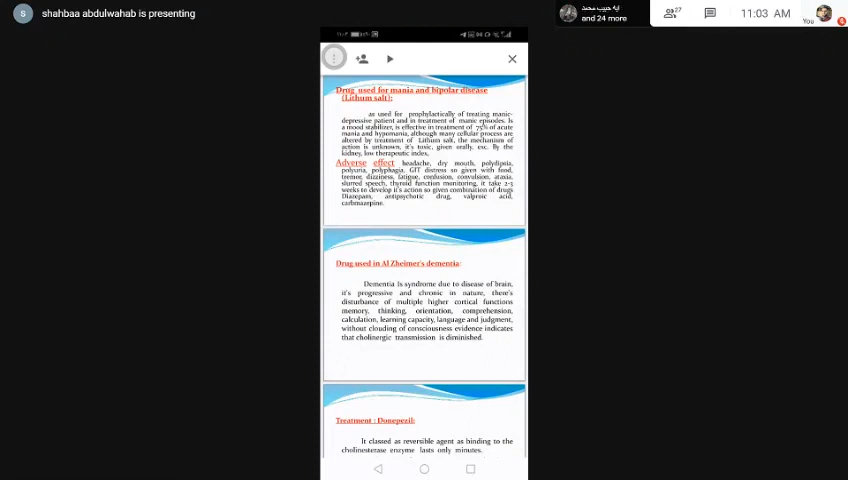 S shahbaa abdulwahab is presenting
ايه حبيب محمد
and 24 more
27
11:03 AM
You
Drug used for mania and bipolar disease
(Lithum salt):
as used for prophylactically of treating manic-
depressive patient and in treatment of manic episodes. Is
a mood stabilizer, is effective in treatment of 75% of acute
mania and hypomania, although many cellular process are
altered by treatment of Lithum salt, the mechanism of
action is unknown, it's toxic, given orally, exc. By the
kidney, low therapeutic index,
Adverse effect headache, dry mouth, polydipsia,
polyuria, polyphagia, GIT distress so given with food,
tremor, dizziness, fatigue, confusion, convulsion, ataxia,
slurred speech, thyroid function monitoring, it take 2-3
weeks to develop it's action so given combination of drugs
Diazepam, antipsychotic drug, valproic acid,
carbmazepine.
Drug used in Al Zheimer's dementia:
Dementia Is syndrome due to disease of brain,
it's progressive and chronic in nature, there's
disturbance of multiple higher cortical functions
memory, thinking, orientation, comprehension,
calculation, learning capacity, language and judgment,
without clouding of consciousness evidence indicates
that cholinergic transmission is diminished.
Treatment : Donepezil:
It classed as reversible agent as binding to the
cholinesterase enzyme lasts only minutes.